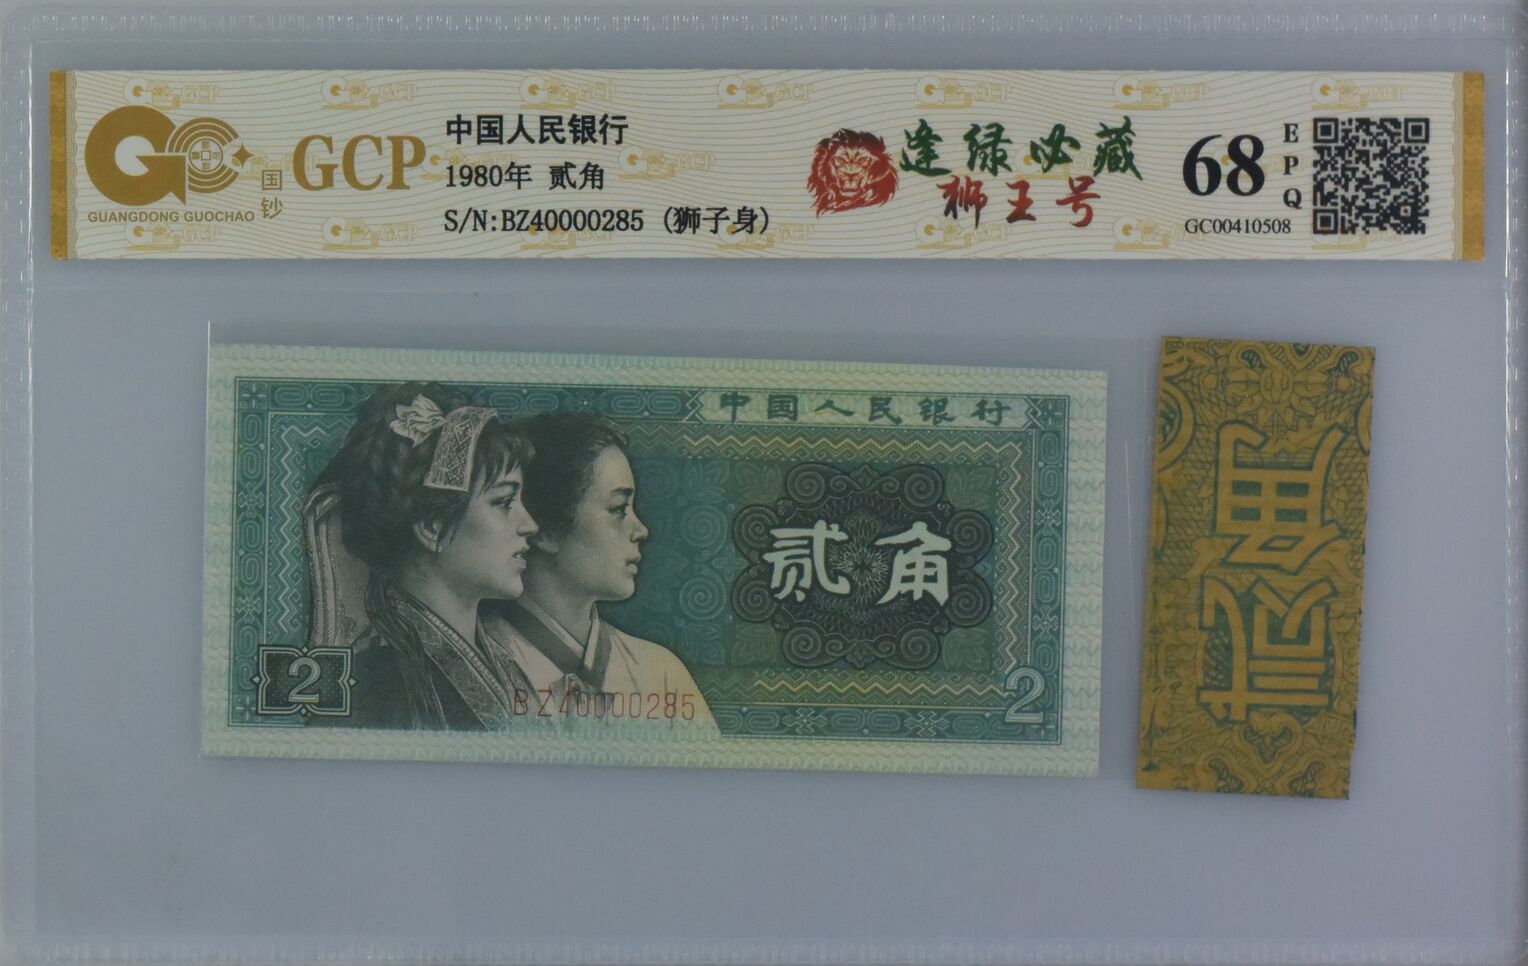 GCP
国钞
GUANGDONG GUOCHAO
中国人民银行
1980年 贰角
S/N:BZ40000285 (狮子身)
逢绿必藏
狮王号
68
EPQ
GC00410508
中国人民银行
贰角
2
BZ40000285
2
贰角